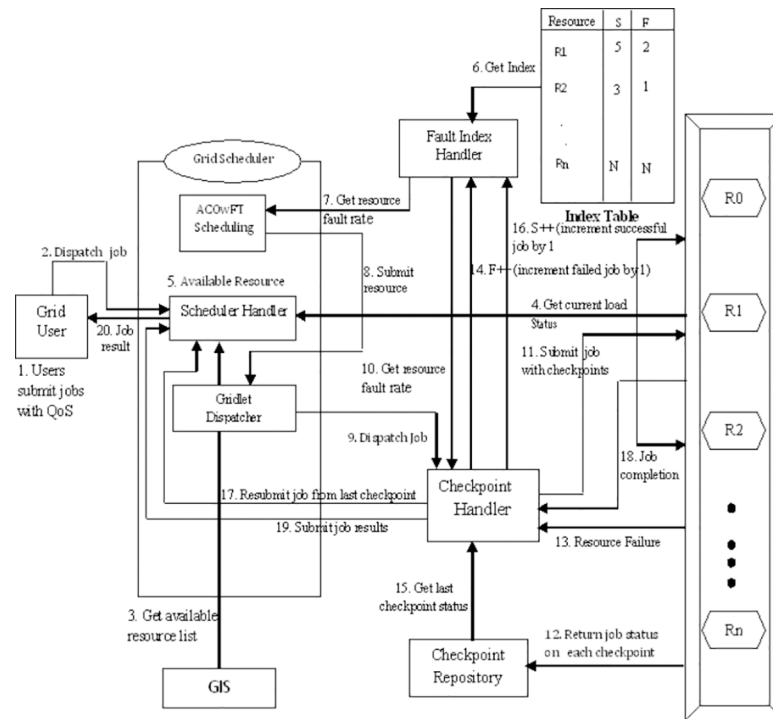 Resource S F
R1 5 2
R2 3 1
.
.
Rn N N
Index Table
6. Get Index
Fault Index
Handler
Grid Scheduler
ACOwFT
Scheduling
7. Get resource
fault rate
16. S++(increment successful
job by 1
14. F++(increment failed job by 1)
2. Dispatch job
8. Submit
resource
5. Available Resource
Scheduler Handler
Grid
User
20. Job
result
1. Users
submit jobs
with QoS
4. Get current load
Status
11. Submit job
with checkpoints
10. Get resource
fault rate
Gridlet
Dispatcher
9. Dispatch Job
18. Job
completion
17. Resubmit job from last checkpoint
Checkpoint
Handler
19. Submit job results
13. Resource Failure
15. Get last
checkpoint status
3. Get available
resource list
12. Return job status
on each checkpoint
Checkpoint
Repository
GIS
R0
R1
R2
Rn